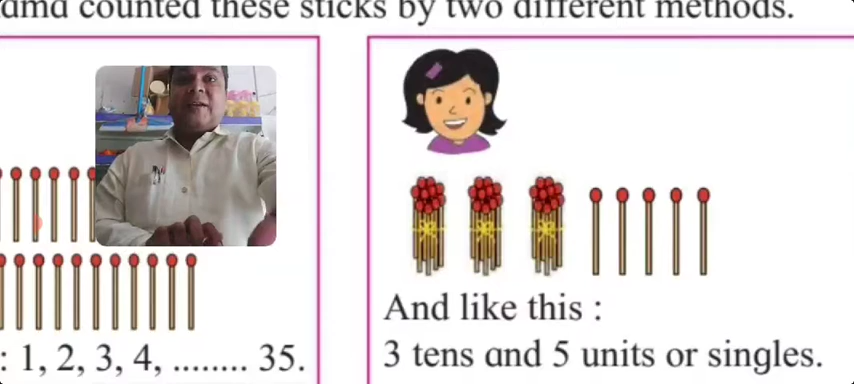 counted these sticks by two different methods.
: 1, 2, 3, 4, ........ 35.
And like this :
3 tens and 5 units or singles.